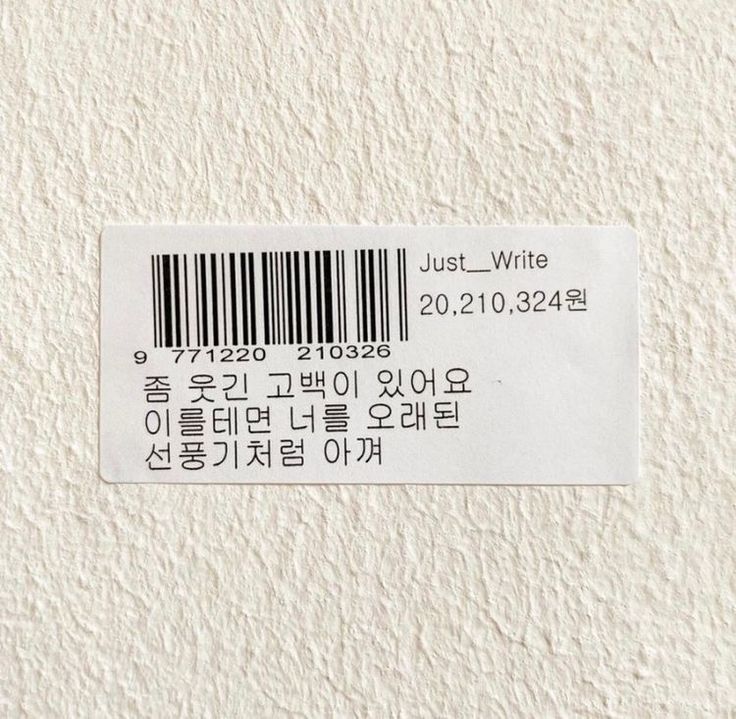 Just__Write
20,210,324원
9 771220 210326
좀 웃긴 고백이 있어요
이를테면 너를 오래된
선풍기처럼 아껴